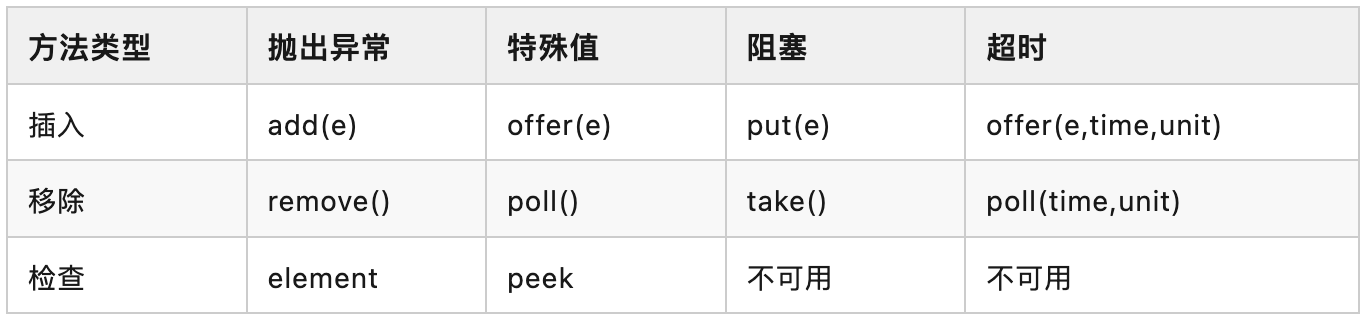 方法类型 抛出异常 特殊值 阻塞 超时
插入 add(e) offer(e) put(e) offer(e,time,unit)
移除 remove() poll() take() poll(time,unit)
检查 element peek 不可用 不可用